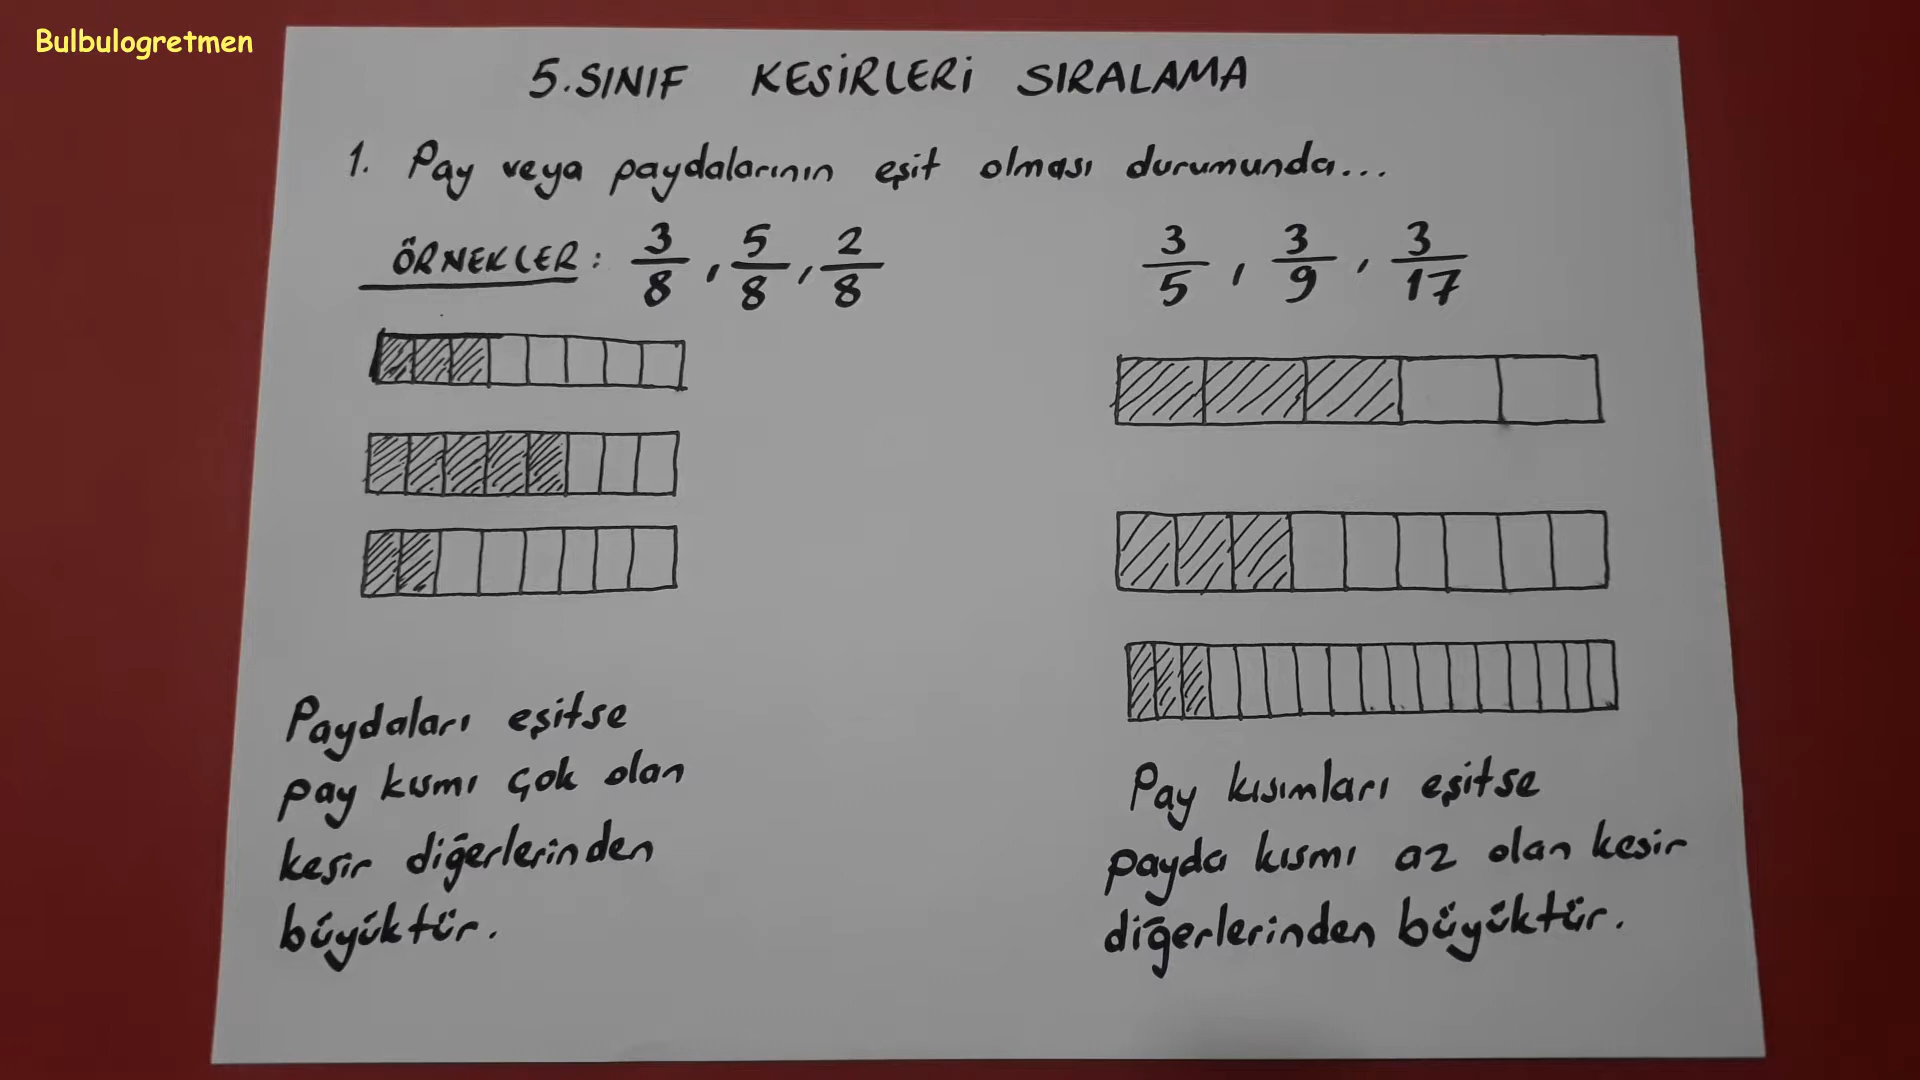 Bulbulogretmen
5.SINIF KESİRLERİ SIRALAMA
1. Pay veya paydalarının eşit olması durumunda...
ÖRNEKLER: 3/8, 5/8, 2/8
3/5, 3/9, 3/17
Paydaları eşitse
pay kısmı çok olan
kesir diğerlerinden
büyüktür.
Pay kısımları eşitse
payda kısmı az olan kesir
diğerlerinden büyüktür.